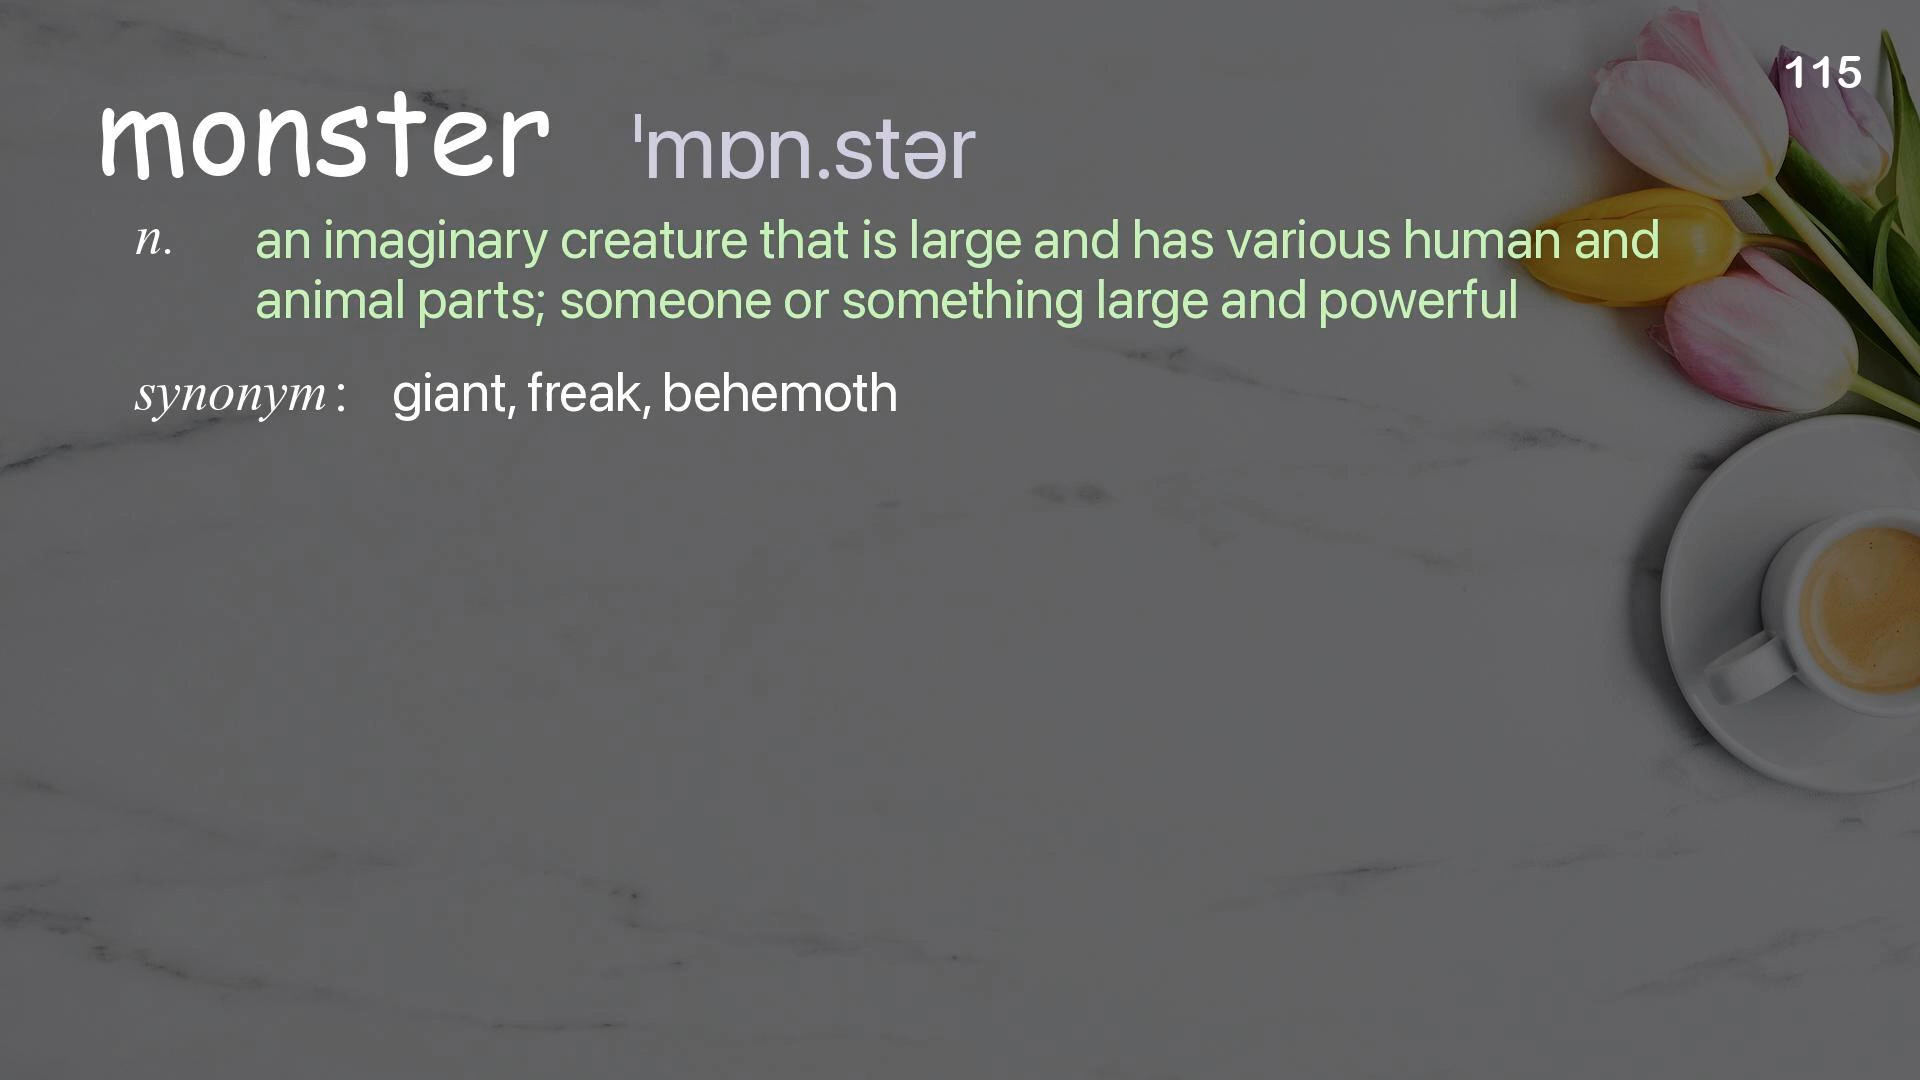 115
monster ˈmɒn.stər
n. an imaginary creature that is large and has various human and
animal parts; someone or something large and powerful
synonym: giant, freak, behemoth